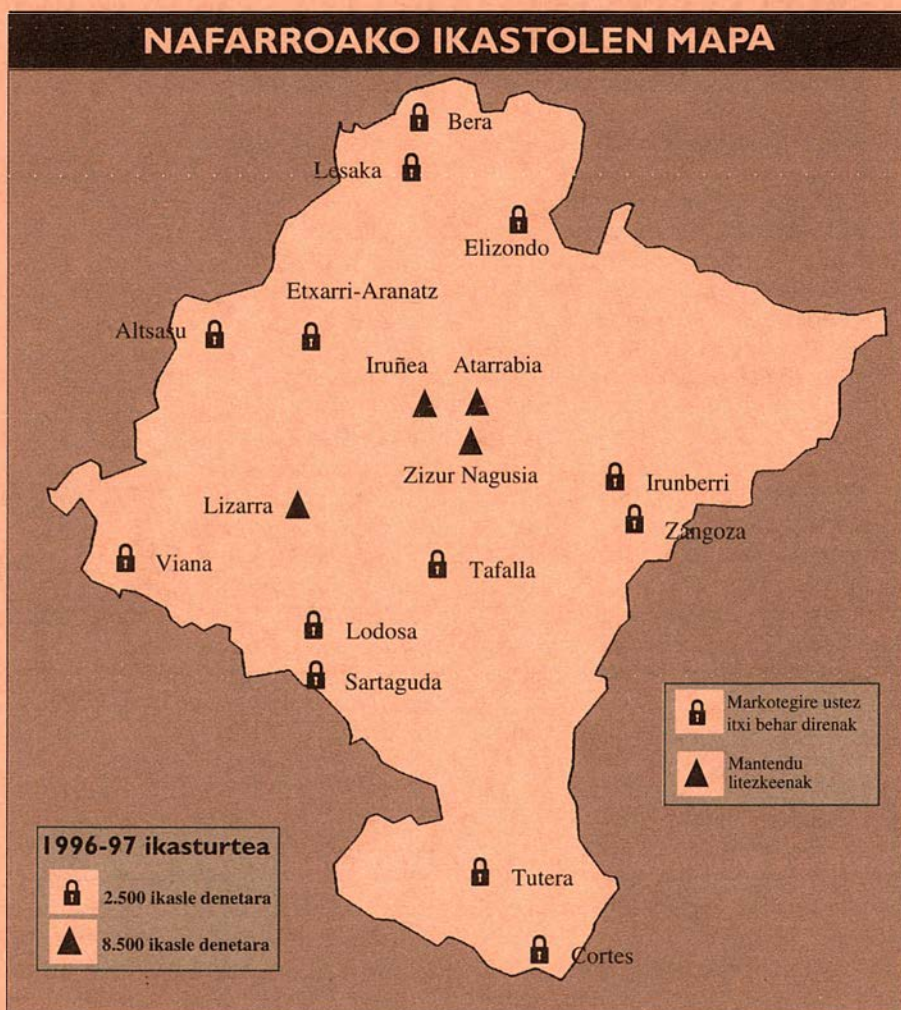 NAFARROAKO IKASTOLEN MAPA
Bera
Lesaka
Elizondo
Etxarri-Aranatz
Altsasu
Iruñea
Atarrabia
Zizur Nagusia
Irunberri
Lizarra
Zangoza
Viana
Tafalla
Lodosa
Sartaguda
Markotegire ustez
itxi behar direnak
Mantendu
litezkeenak
1996-97 ikasturtea
2.500 ikasle denetara
8.500 ikasle denetara
Tutera
Cortes